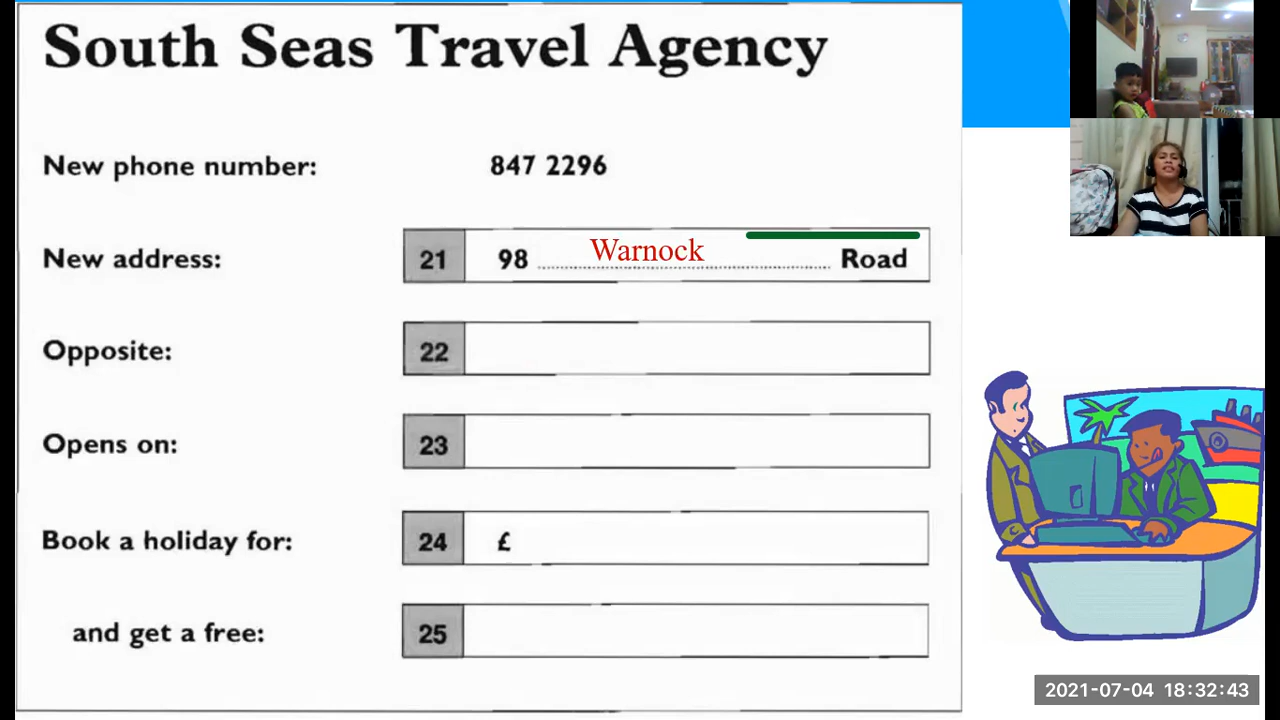 South Seas Travel Agency
New phone number: 847 2296
New address: 21 98 Warnock Road
Opposite: 22
Opens on: 23
Book a holiday for: 24 £
and get a free: 25
2021-07-04 18:32:43